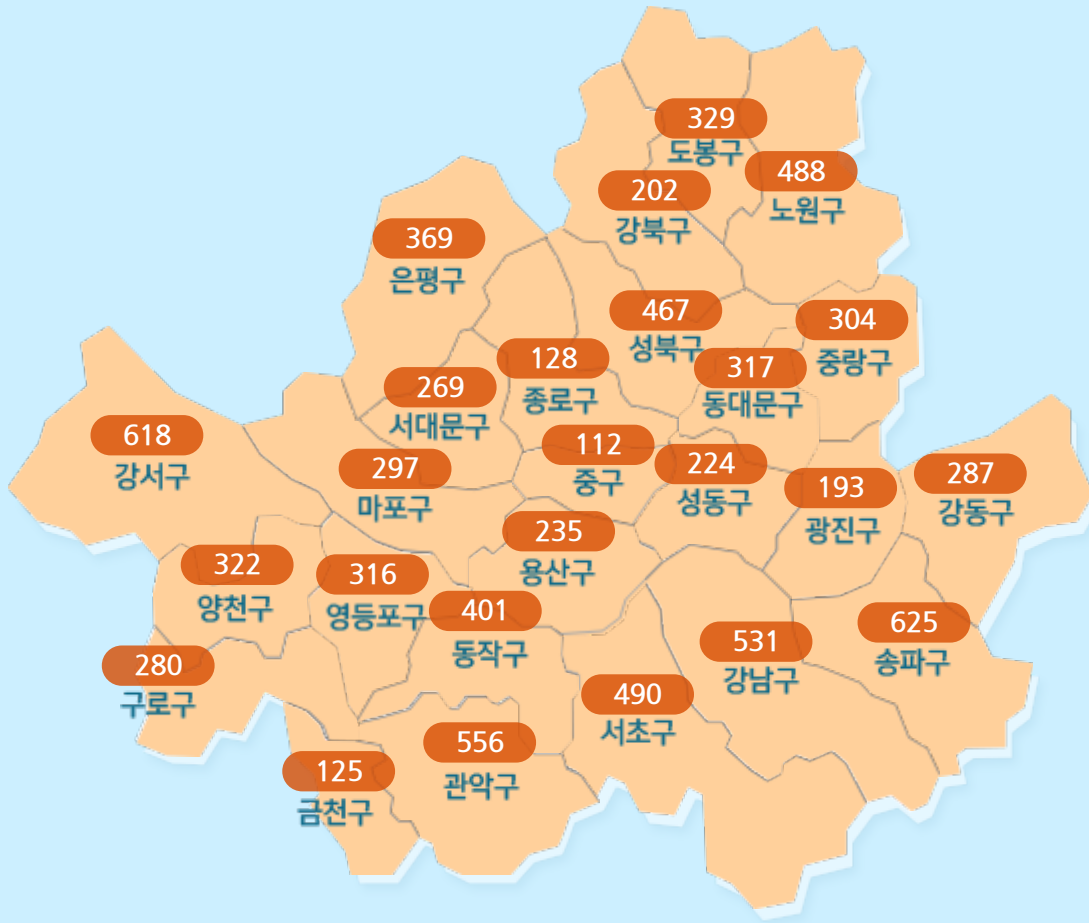 329
도봉구
488
노원구
202
강북구
369
은평구
467
성북구
304
중랑구
128
종로구
317
동대문구
269
서대문구
618
강서구
112
중구
297
마포구
224
성동구
193
광진구
287
강동구
235
용산구
322
양천구
316
영등포구
401
동작구
625
송파구
531
강남구
280
구로구
490
서초구
556
관악구
125
금천구